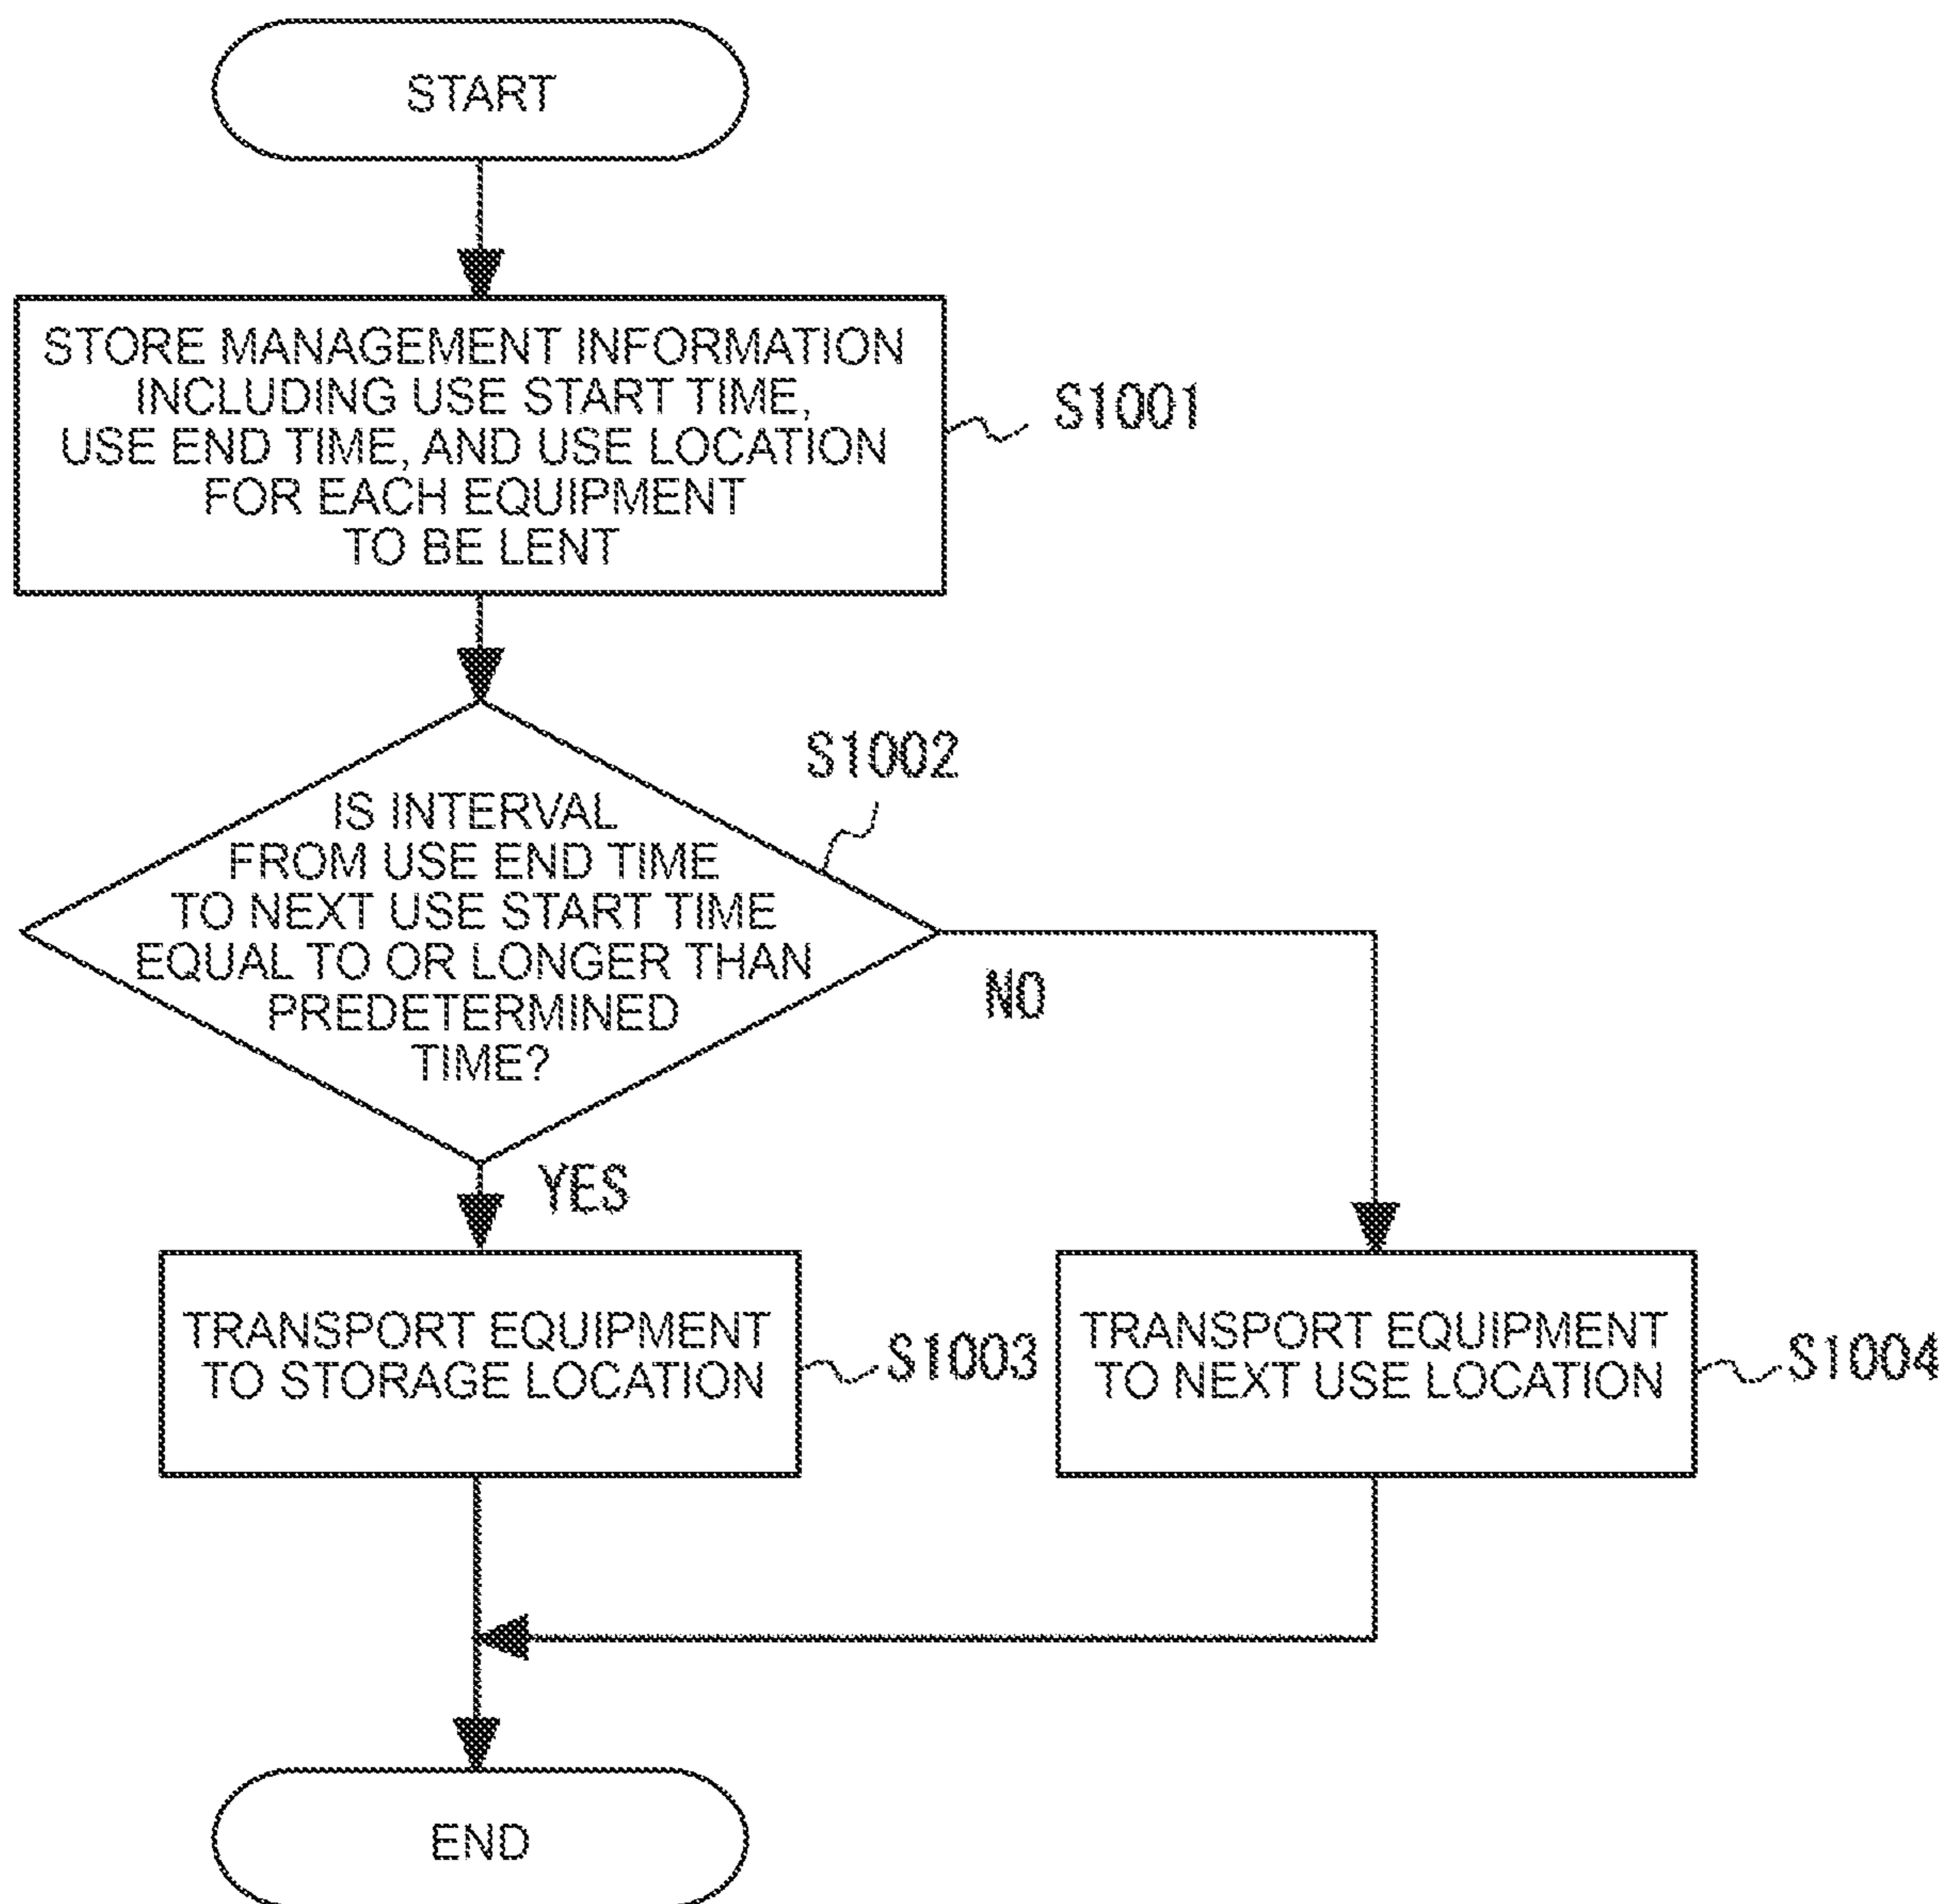 START
STORE MANAGEMENT INFORMATION
INCLUDING USE START TIME,
USE END TIME, AND USE LOCATION
FOR EACH EQUIPMENT
TO BE LENT
S1001
S1002
IS INTERVAL
FROM USE END TIME
TO NEXT USE START TIME
EQUAL TO OR LONGER THAN
PREDETERMINED
TIME?
NO
YES
TRANSPORT EQUIPMENT
TO STORAGE LOCATION
S1003
TRANSPORT EQUIPMENT
TO NEXT USE LOCATION
S1004
END